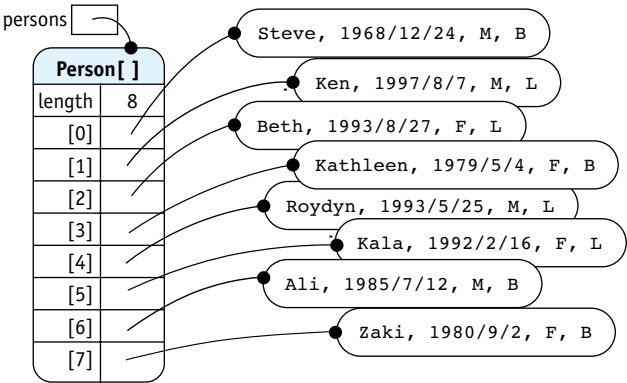 persons
Person[ ]
length 8
[0]
[1]
[2]
[3]
[4]
[5]
[6]
[7]
Steve, 1968/12/24, M, B
Ken, 1997/8/7, M, L
Beth, 1993/8/27, F, L
Kathleen, 1979/5/4, F, B
Roydyn, 1993/5/25, M, L
Kala, 1992/2/16, F, L
Ali, 1985/7/12, M, B
Zaki, 1980/9/2, F, B